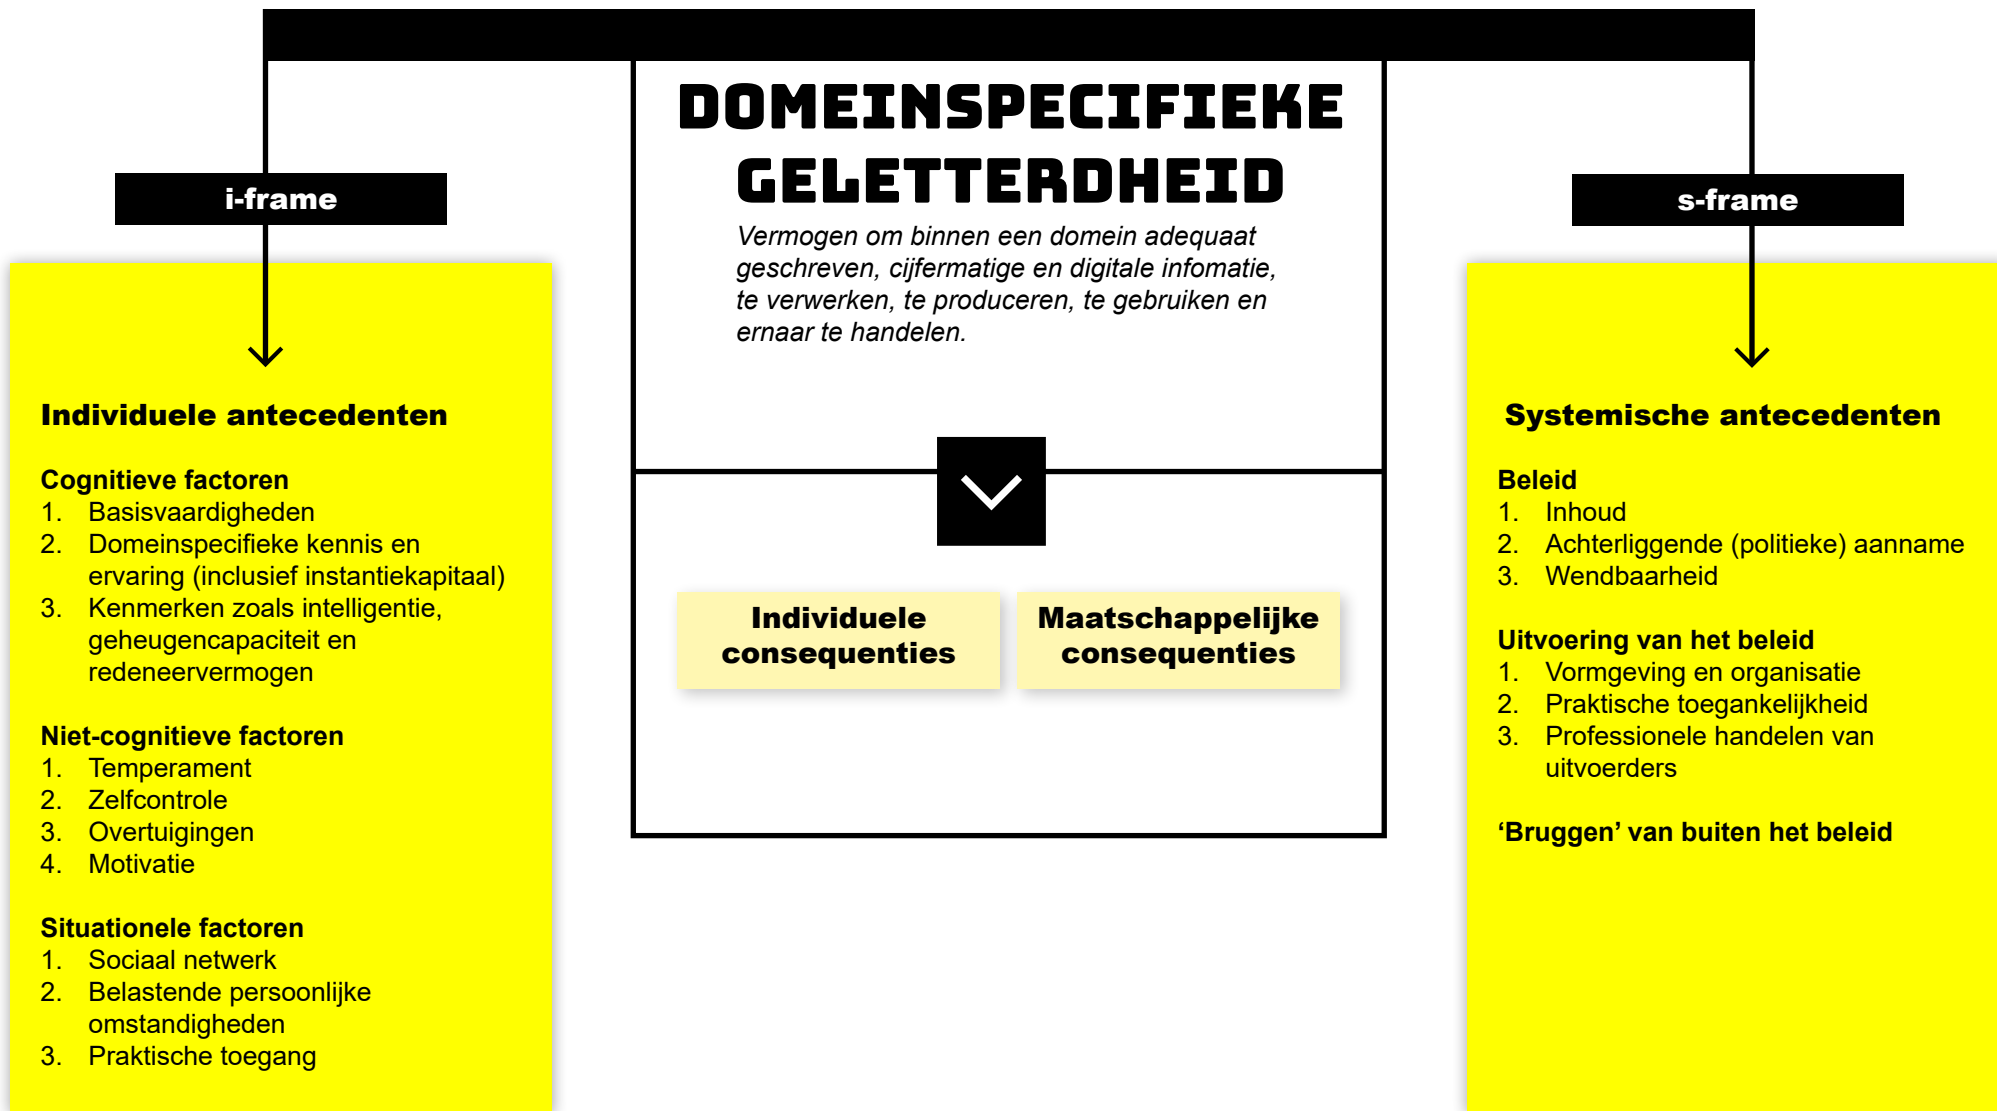 DOMEINSPECIFIEKE
GELETTERDHEID
Vermogen om binnen een domein adequaat
geschreven, cijfermatige en digitale infomatie,
te verwerken, te produceren, te gebruiken en
ernaar te handelen.
Individuele
consequenties
Maatschappelijke
consequenties
i-frame
Individuele antecedenten
Cognitieve factoren
1. Basisvaardigheden
2. Domeinspecifieke kennis en
ervaring (inclusief instantiekapitaal)
3. Kenmerken zoals intelligentie,
geheugencapaciteit en
redeneervermogen
Niet-cognitieve factoren
1. Temperament
2. Zelfcontrole
3. Overtuigingen
4. Motivatie
Situationele factoren
1. Sociaal netwerk
2. Belastende persoonlijke
omstandigheden
3. Praktische toegang
s-frame
Systemische antecedenten
Beleid
1. Inhoud
2. Achterliggende (politieke) aanname
3. Wendbaarheid
Uitvoering van het beleid
1. Vormgeving en organisatie
2. Praktische toegankelijkheid
3. Professionele handelen van
uitvoerders
‘Bruggen’ van buiten het beleid